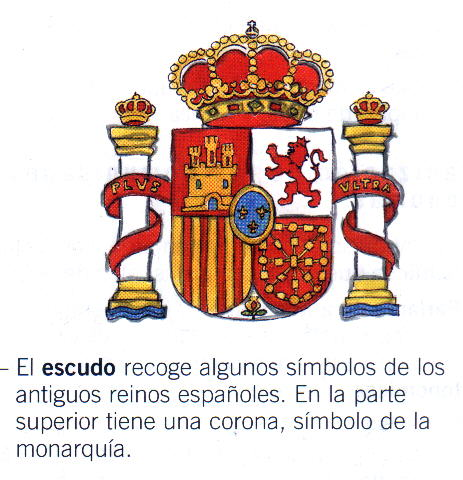 PLVS VLTRA
– El escudo recoge algunos símbolos de los
antiguos reinos españoles. En la parte
superior tiene una corona, símbolo de la
monarquía.